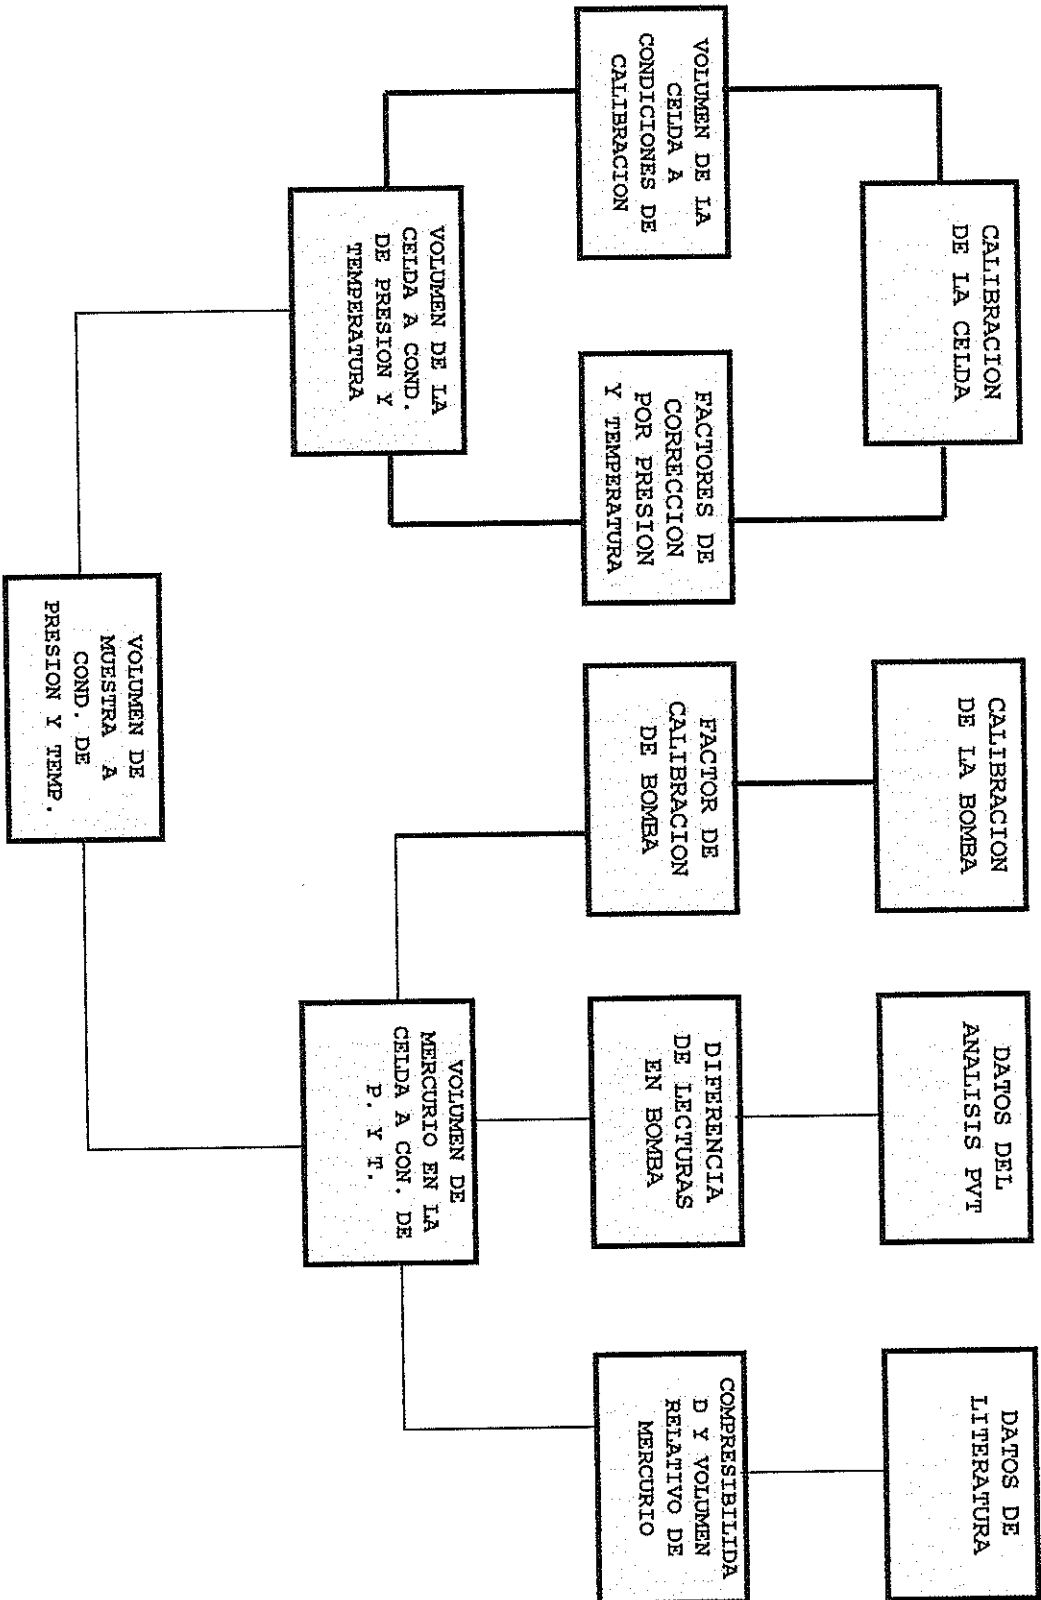 CALIBRACION
DE LA CELDA
CALIBRACION
DE LA BOMBA
DATOS DEL
ANALISIS PVT
DATOS DE
LITERATURA
VOLUMEN DE LA
CELDA A
CONDICIONES DE
CALIBRACION
FACTORES DE
CORRECCION
POR PRESION
Y TEMPERATURA
FACTOR DE
CALIBRACION
DE BOMBA
DIFERENCIA
DE LECTURAS
EN BOMBA
COMPRESIBILIDA
D Y VOLUMEN
RELATIVO DE
MERCURIO
VOLUMEN DE LA
CELDA A COND.
DE PRESION Y
TEMPERATURA
VOLUMEN DE
MERCURIO EN LA
CELDA A CON. DE
P. Y T.
VOLUMEN DE
MUESTRA A
COND. DE
PRESION Y TEMP.